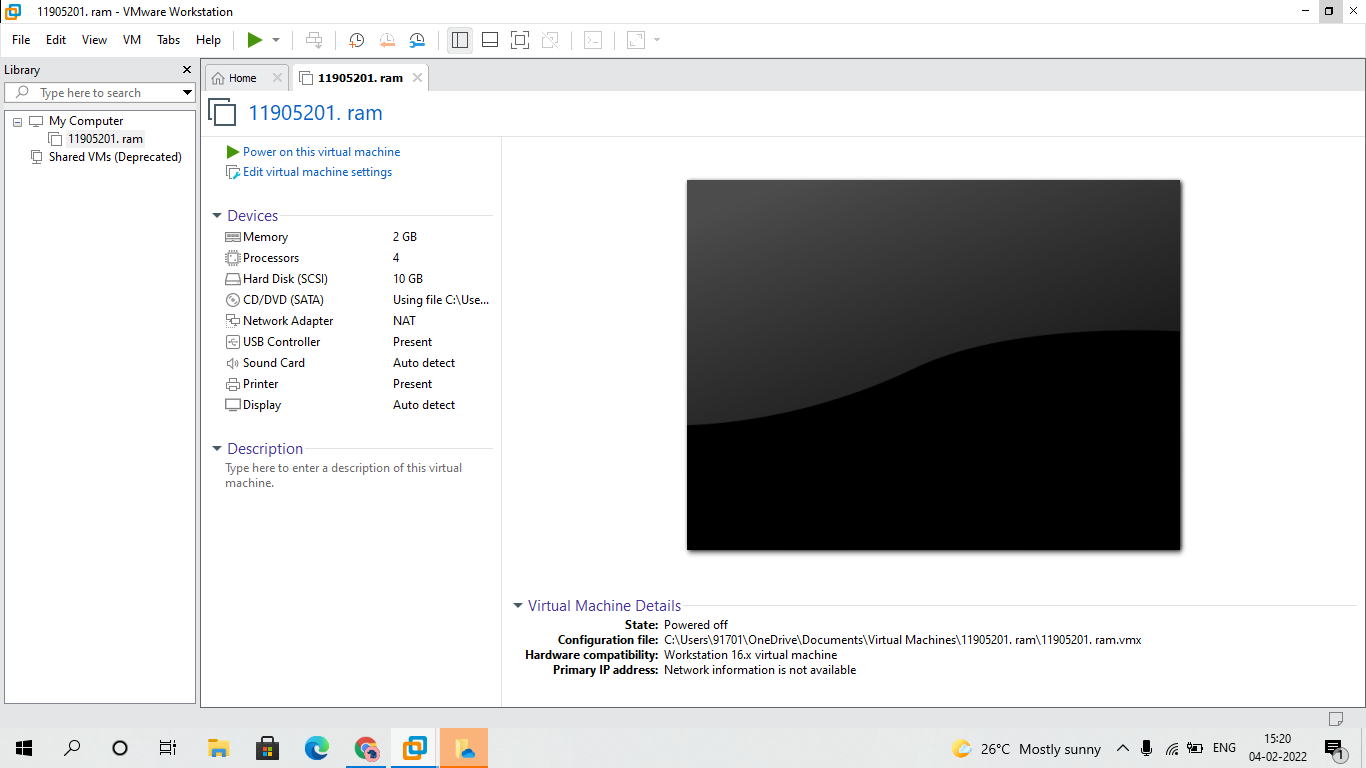 11905201. ram - VMware Workstation
File Edit View VM Tabs Help
Library
Type here to search
My Computer
11905201. ram
Shared VMs (Deprecated)
Home
11905201. ram
11905201. ram
Power on this virtual machine
Edit virtual machine settings
Devices
Memory 2 GB
Processors 4
Hard Disk (SCSI) 10 GB
CD/DVD (SATA) Using file C:\Use...
Network Adapter NAT
USB Controller Present
Sound Card Auto detect
Printer Present
Display Auto detect
Description
Type here to enter a description of this virtual
machine.
Virtual Machine Details
State: Powered off
Configuration file: C:\Users\91701\OneDrive\Documents\Virtual Machines\11905201. ram\11905201. ram.vmx
Hardware compatibility: Workstation 16.x virtual machine
Primary IP address: Network information is not available
26°C Mostly sunny
ENG
15:20
04-02-2022
1